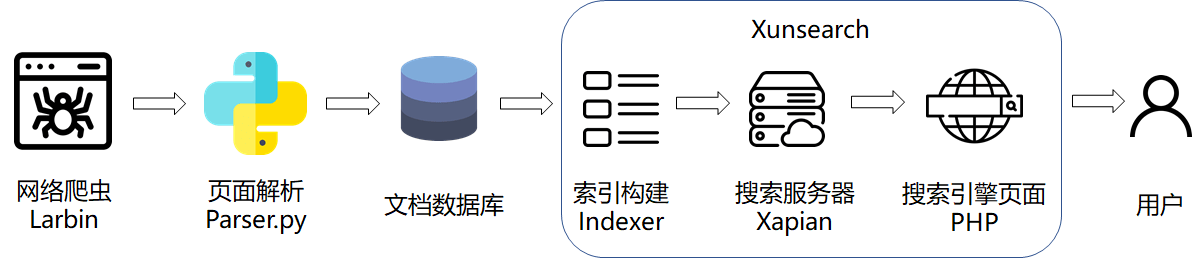 Xunsearch
网络爬虫
Larbin
页面解析
Parser.py
文档数据库
索引构建
Indexer
搜索服务器
Xapian
搜索引擎页面
PHP
用户